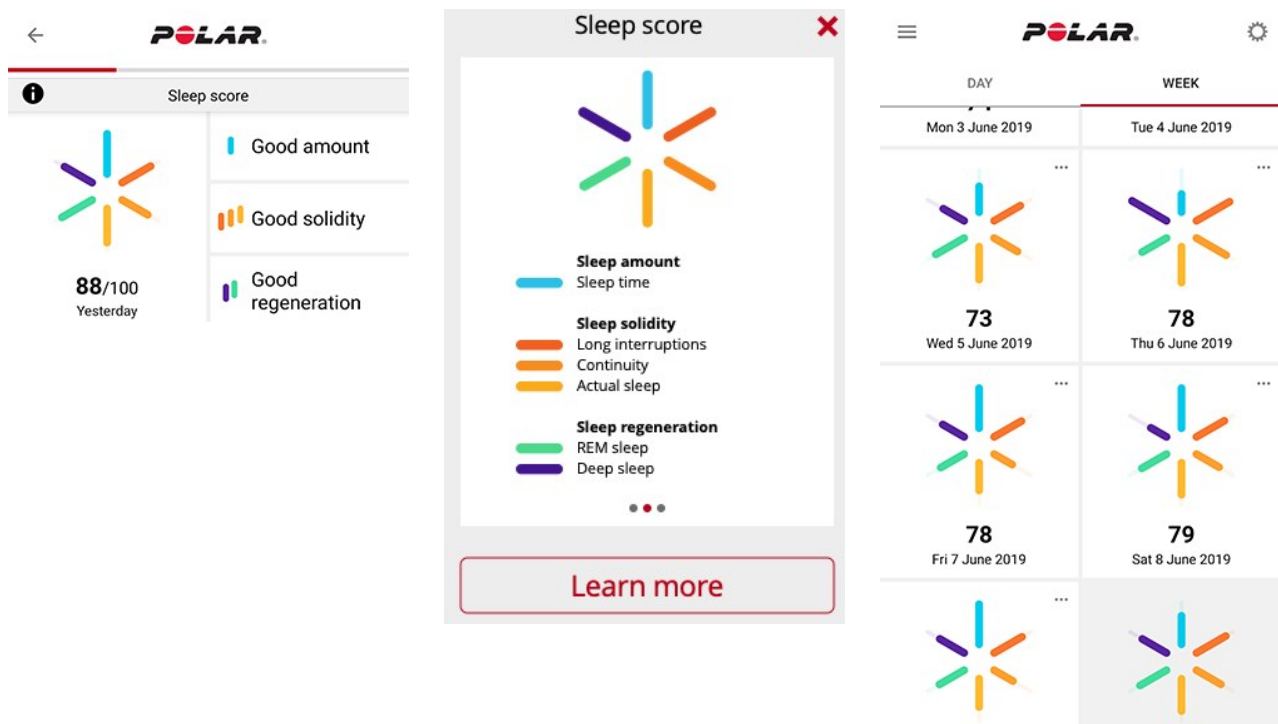 POLAR
Sleep score
Good amount
Good solidity
Good
regeneration
88/100
Yesterday
Sleep score
Sleep amount
Sleep time
Sleep solidity
Long interruptions
Continuity
Actual sleep
Sleep regeneration
REM sleep
Deep sleep
Learn more
POLAR
DAY WEEK
Mon 3 June 2019 Tue 4 June 2019
73 78
Wed 5 June 2019 Thu 6 June 2019
78 79
Fri 7 June 2019 Sat 8 June 2019